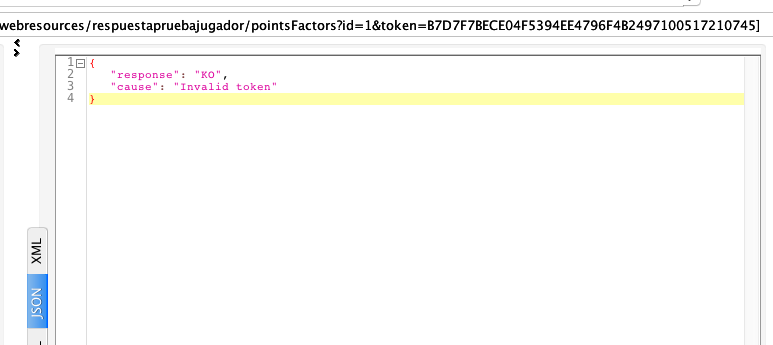 webresources/respuestapruebajugador/pointsFactors?id=1&token=B7D7F7BECE04F5394EE4796F4B2497100517210745]
1 {
2 "response": "KO",
3 "cause": "Invalid token"
4 }
XML
JSON